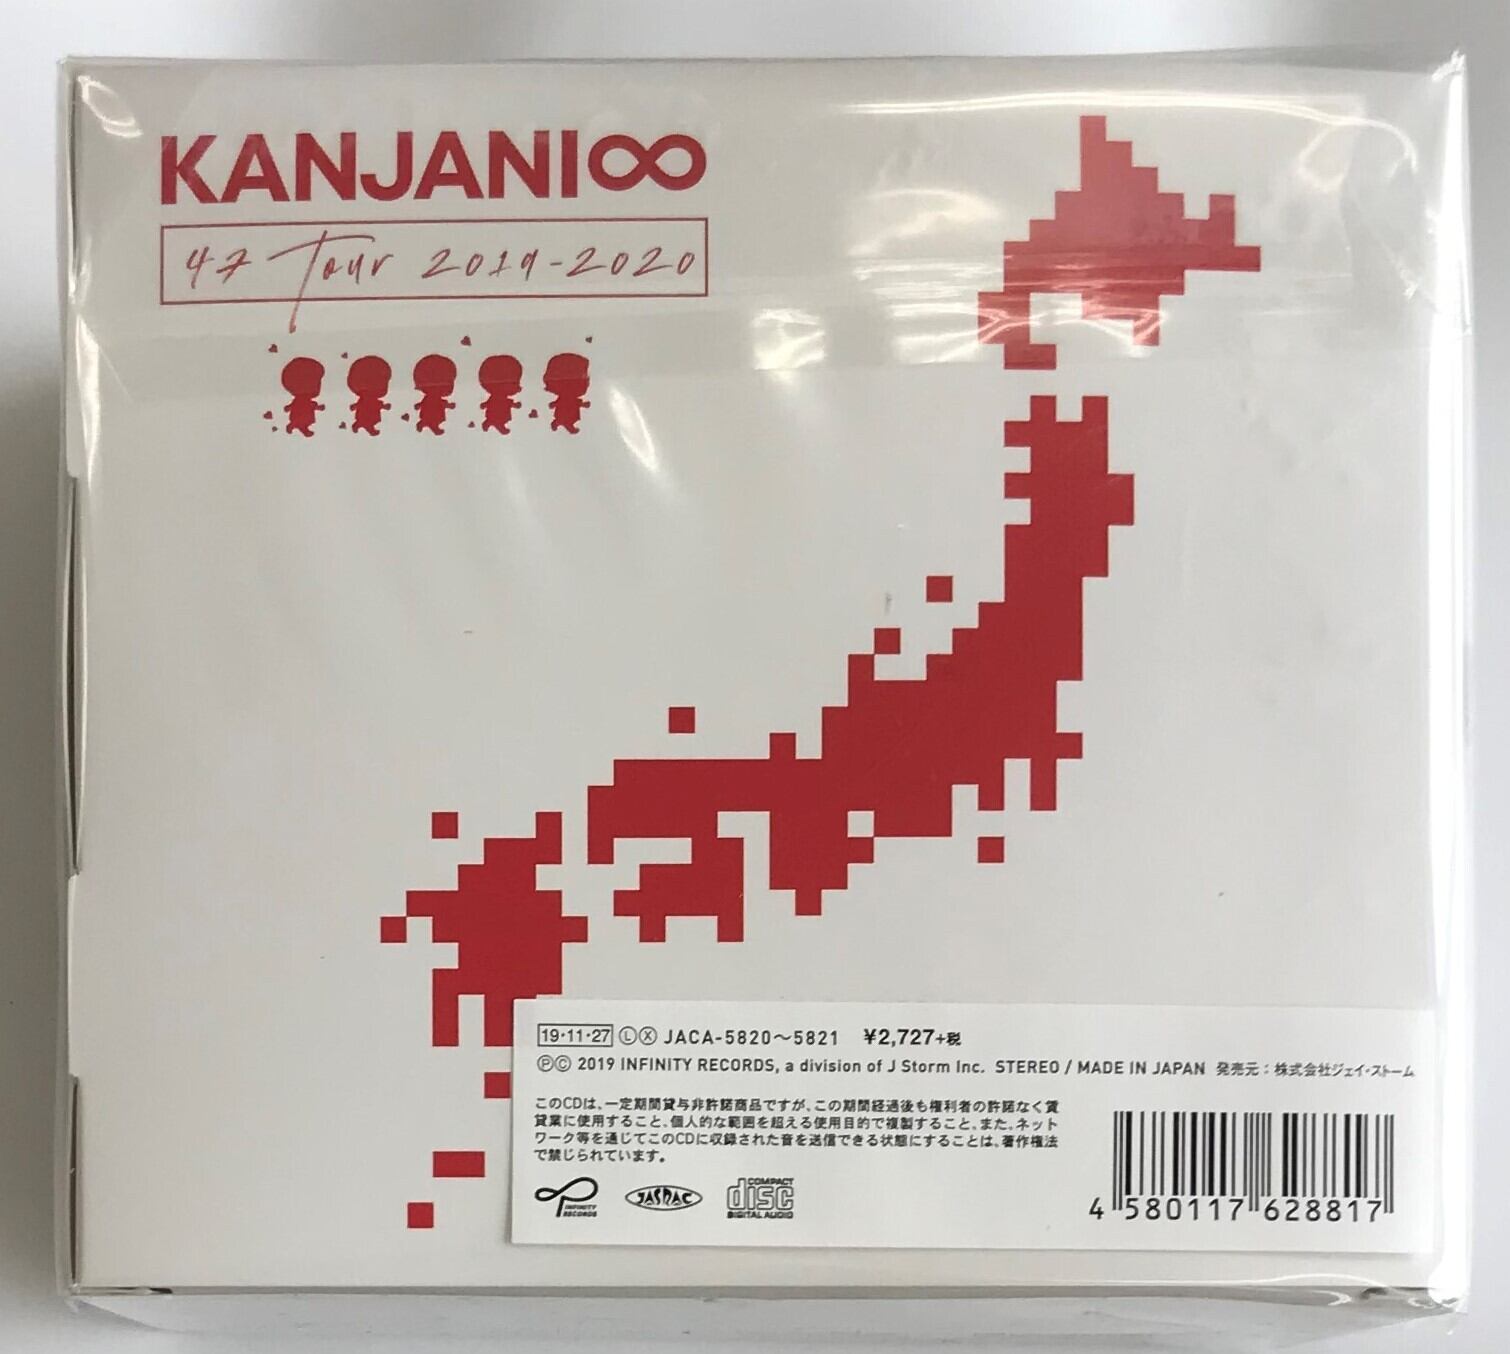 KANJANI∞
47 Tour 2019-2020
19・11・27 Ⓛ Ⓧ JACA-5820〜5821 ¥2,727+税
ⓅⒸ 2019 INFINITY RECORDS, a division of J Storm Inc. STEREO / MADE IN JAPAN 発売元：株式会社ジェイ・ストーム
このCDは、一定期間貸与非許諾商品ですが、この期間経過後も権利者の許諾なく賃
貸業に使用すること、個人的な範囲を超える使用目的で複製すること、また、ネット
ワーク等を通じてこのCDに収録された音を送信できる状態にすることは、著作権法
で禁じられています。
INFINITY RECORDS JASRAC COMPACT disc DIGITAL AUDIO
4 580117 628817